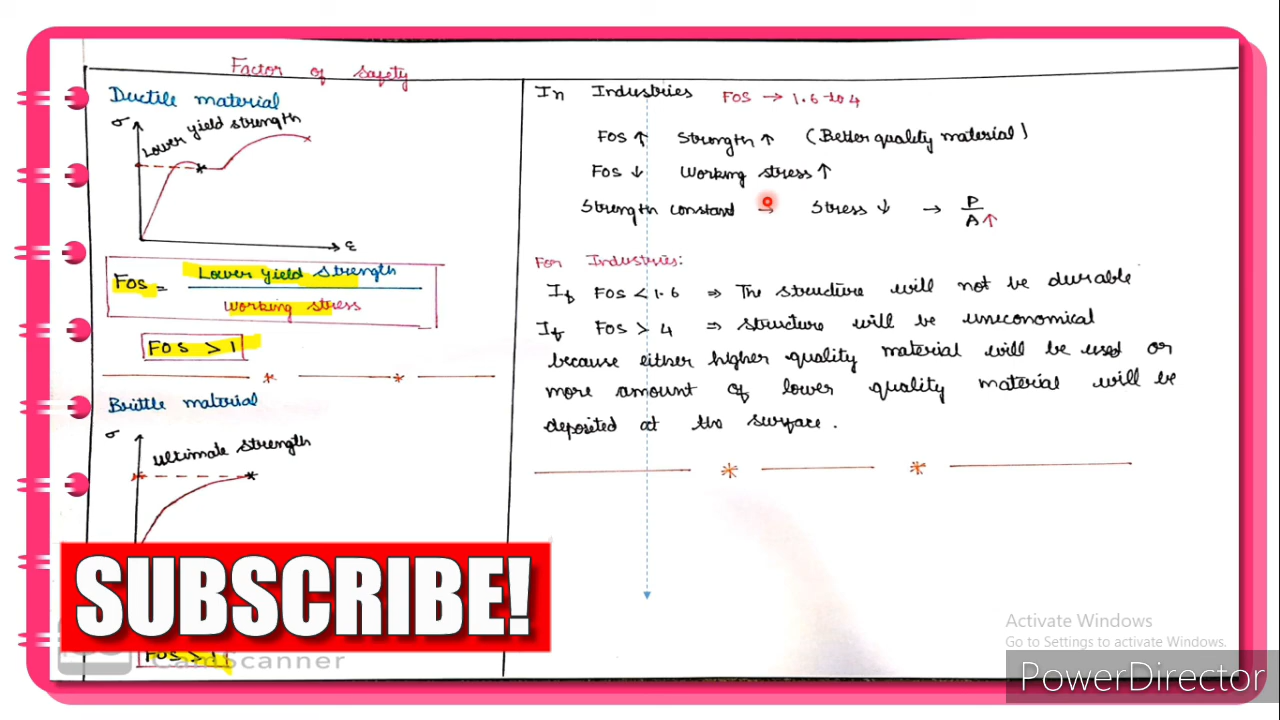 Factor of Safety
Ductile material
σ
Lower yield strength
ε
FOS = Lower yield Strength
Working stress
FOS > 1
Brittle material
σ
Ultimate strength
SUBSCRIBE!
FOS > 1
CamScanner
In Industries FOS → 1.6 to 4
FOS ↑ Strength ↑ (Better quality material)
FOS ↓ Working stress ↑
Strength constant → Stress ↓ → P
A ↑
For Industries:
If FOS < 1.6 ⇒ The structure will not be durable
If FOS > 4 ⇒ structure will be uneconomical
because either higher quality material will be used or
more amount of lower quality material will be
deposited at the surface.
Activate Windows
Go to Settings to activate Windows.
PowerDirector